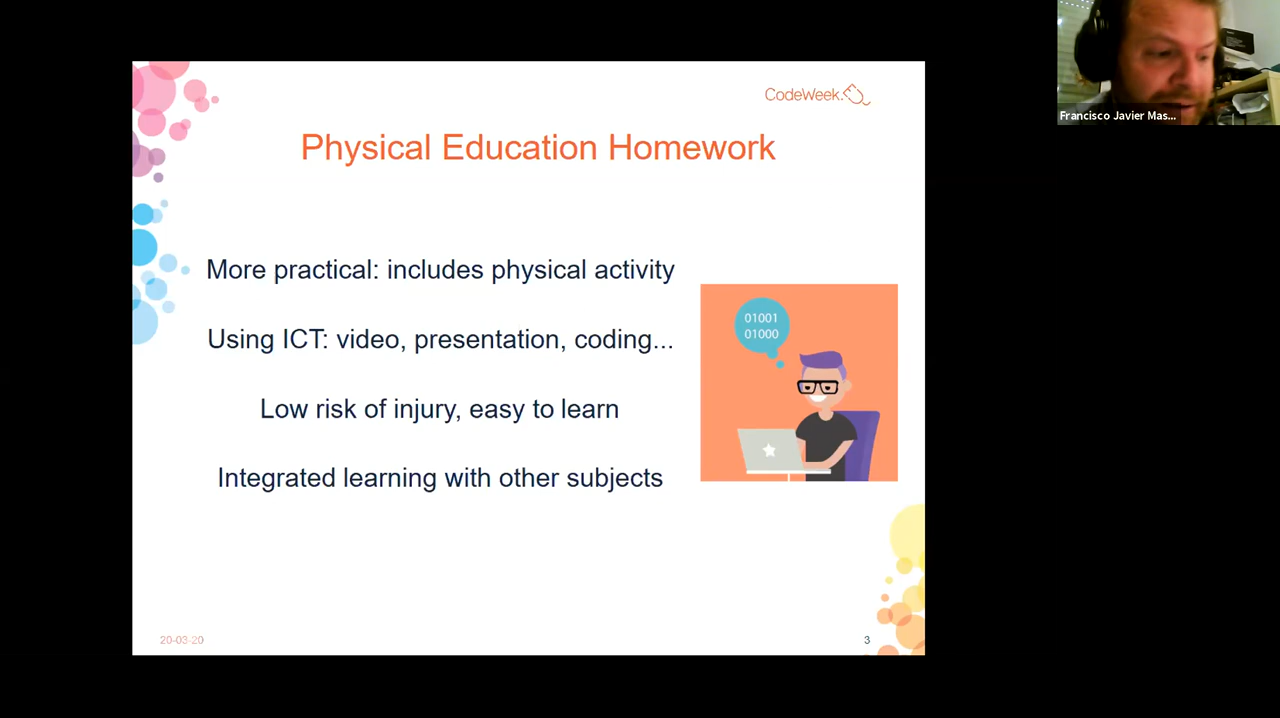 CodeWeek
Francisco Javier Mas...
Physical Education Homework
More practical: includes physical activity
Using ICT: video, presentation, coding...
Low risk of injury, easy to learn
Integrated learning with other subjects
01001
01000
20-03-20
3